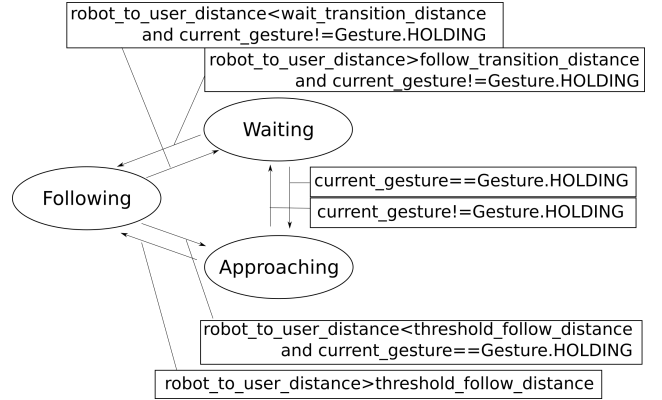 robot_to_user_distance<wait_transition_distance
and current_gesture!=Gesture.HOLDING
robot_to_user_distance>follow_transition_distance
and current_gesture!=Gesture.HOLDING
Waiting
Following
current_gesture==Gesture.HOLDING
current_gesture!=Gesture.HOLDING
Approaching
robot_to_user_distance<threshold_follow_distance
and current_gesture==Gesture.HOLDING
robot_to_user_distance>threshold_follow_distance